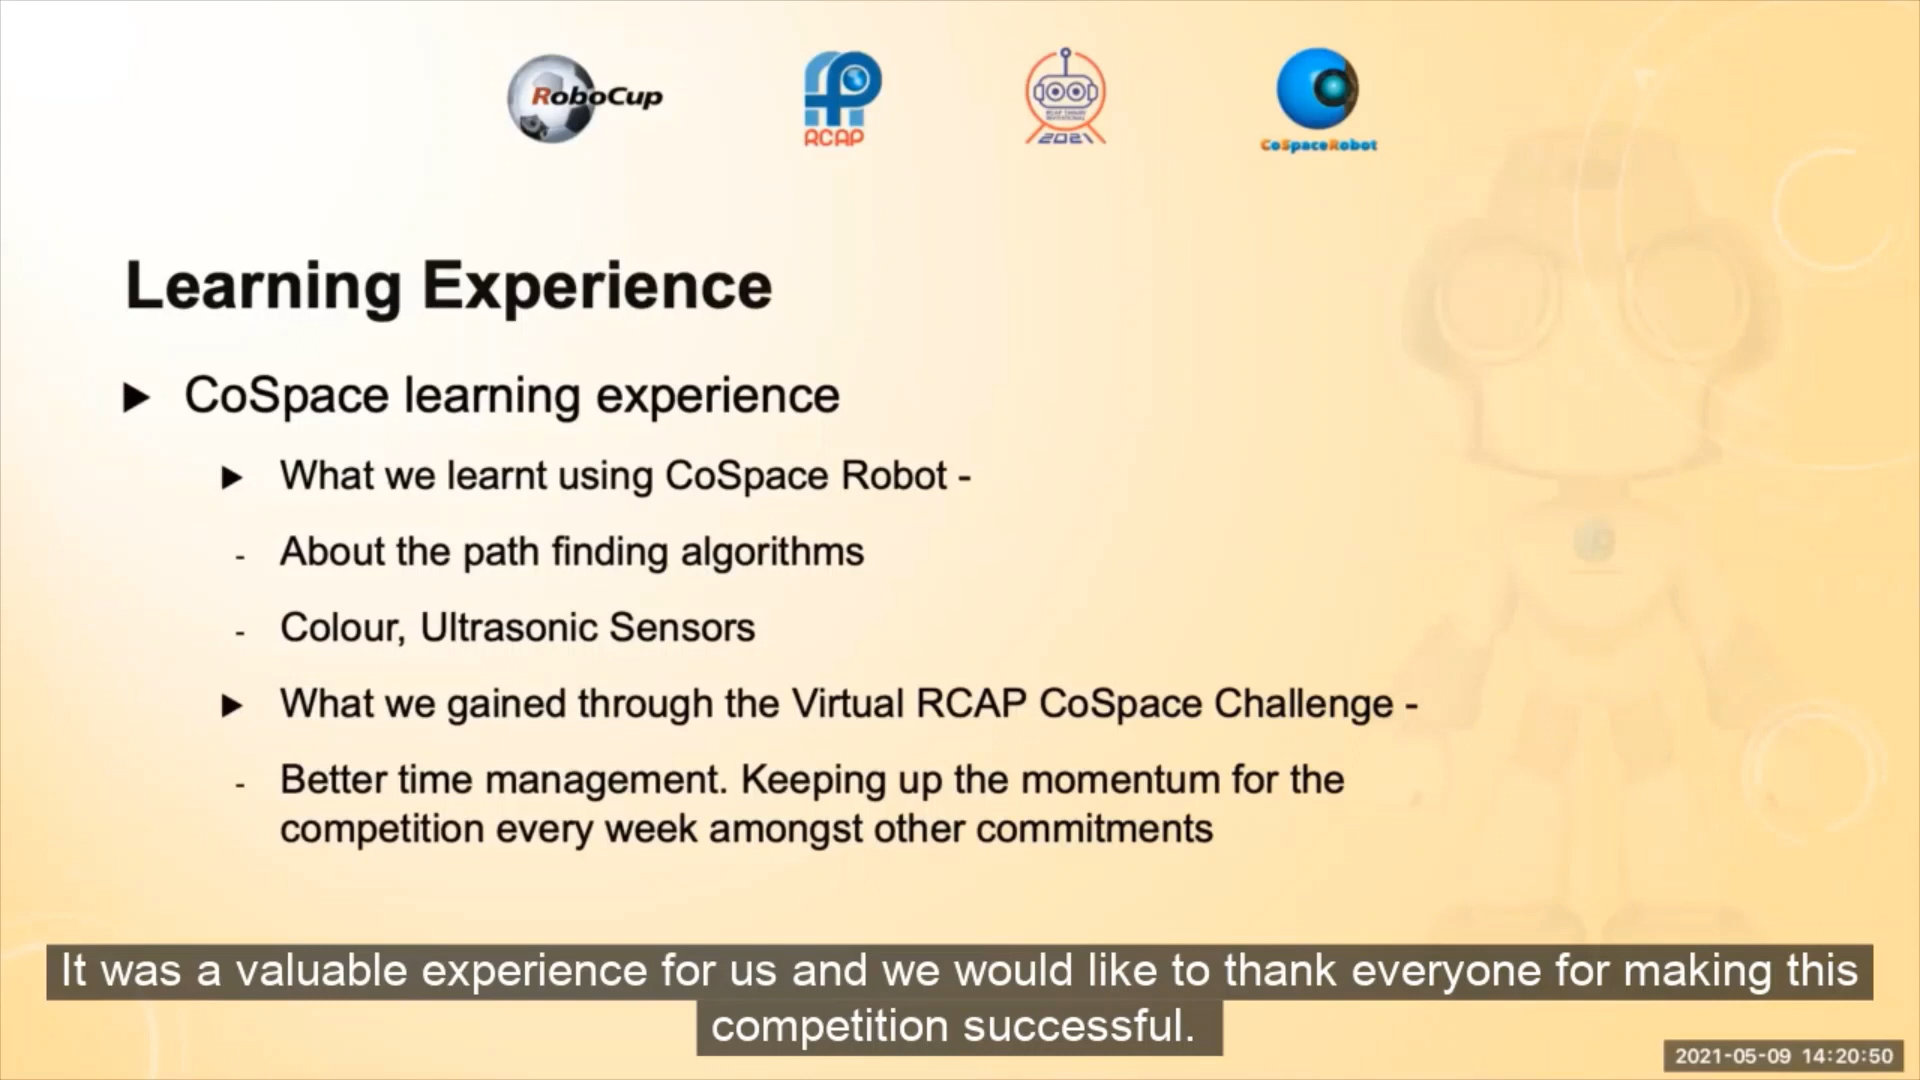 RoboCup
RCAP
2021
CoSpaceRobot
Learning Experience
CoSpace learning experience
What we learnt using CoSpace Robot -
- About the path finding algorithms
- Colour, Ultrasonic Sensors
What we gained through the Virtual RCAP CoSpace Challenge -
- Better time management. Keeping up the momentum for the
competition every week amongst other commitments
It was a valuable experience for us and we would like to thank everyone for making this
competition successful.
2021-05-09 14:20:50